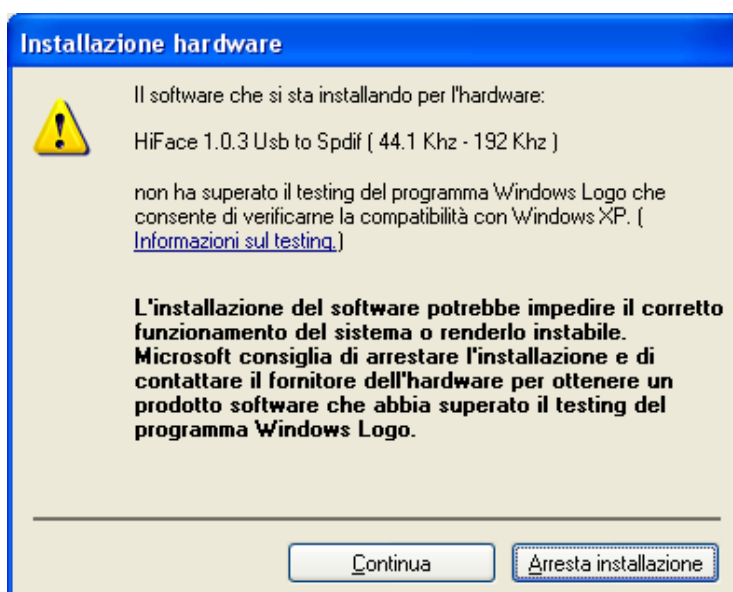 Installazione hardware
Il software che si sta installando per l'hardware:
HiFace 1.0.3 Usb to Spdif ( 44.1 Khz - 192 Khz )
non ha superato il testing del programma Windows Logo che
consente di verificarne la compatibilità con Windows XP. (
Informazioni sul testing.)
L'installazione del software potrebbe impedire il corretto
funzionamento del sistema o renderlo instabile.
Microsoft consiglia di arrestare l'installazione e di
contattare il fornitore dell'hardware per ottenere un
prodotto software che abbia superato il testing del
programma Windows Logo.
Continua
Arresta installazione